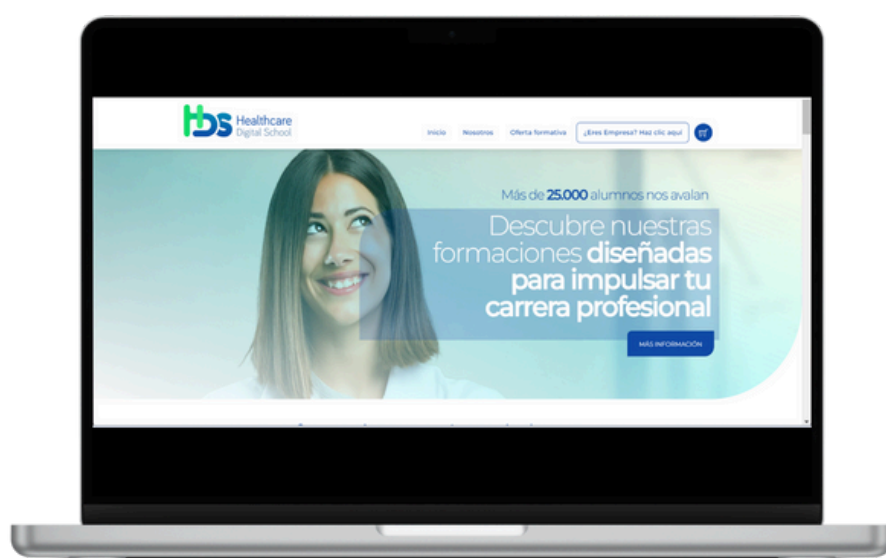 HDS Healthcare
Digital School
Inicio Nosotros Oferta formativa ¿Eres Empresa? Haz clic aquí
Más de 25.000 alumnos nos avalan
Descubre nuestras
formaciones diseñadas
para impulsar tu
carrera profesional
MÁS INFORMACIÓN